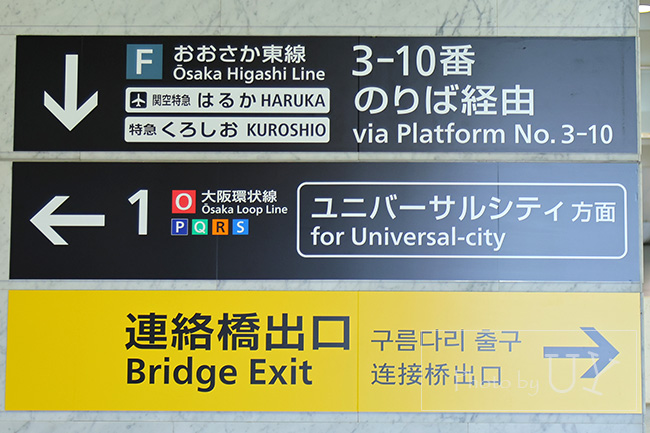 F おおさか東線
Ōsaka Higashi Line
関空特急 はるか HARUKA
特急 くろしお KUROSHIO
3-10番
のりば経由
via Platform No. 3-10
1
O 大阪環状線
Ōsaka Loop Line
P Q R S
ユニバーサルシティ 方面
for Universal-city
連絡橋出口
Bridge Exit
구름다리 출구
连接桥出口
Photo by UY